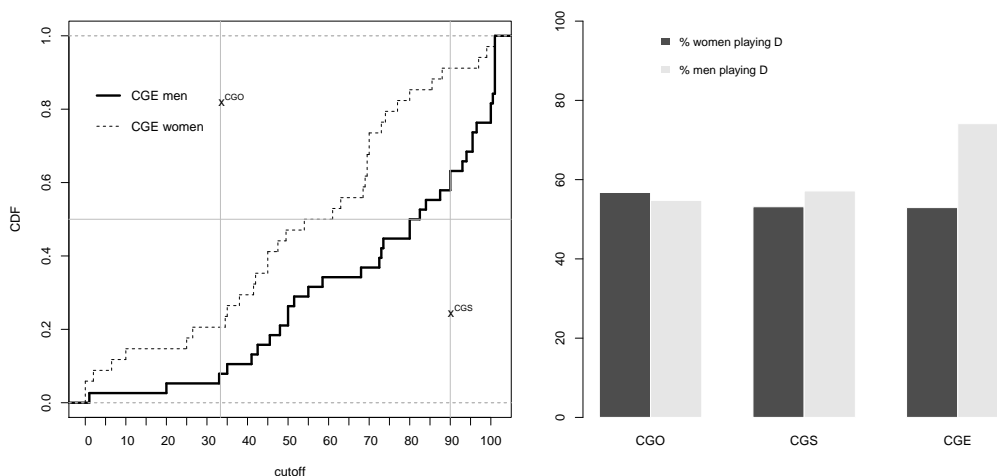 CDF
1.0
0.8
0.6
0.4
0.2
0.0
CGE men
CGE women
x CGO
x CGS
0 10 20 30 40 50 60 70 80 90 100
cutoff
100
80
60
40
20
0
% women playing D
% men playing D
CGO CGS CGE